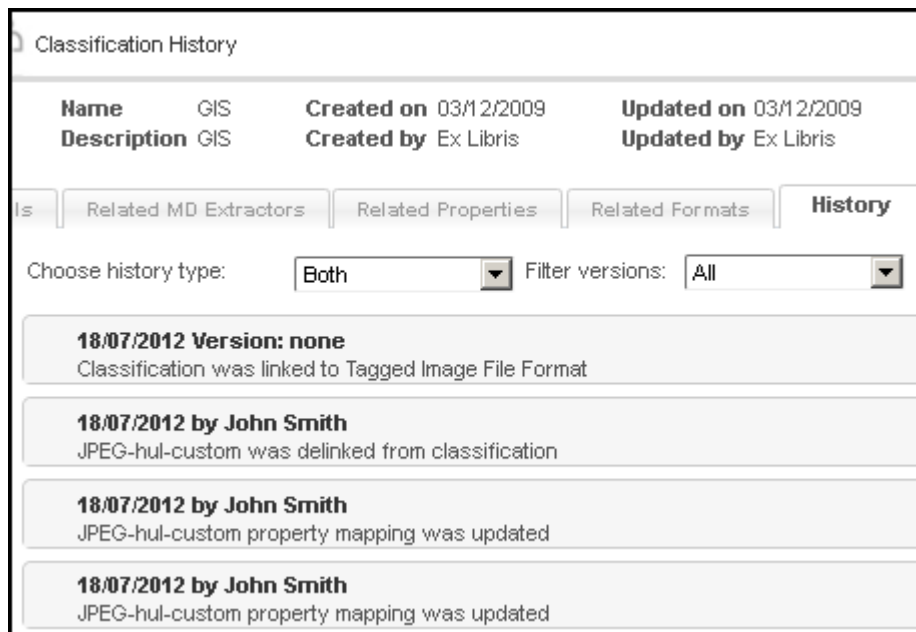 Classification History
Name GIS Created on 03/12/2009 Updated on 03/12/2009
Description GIS Created by Ex Libris Updated by Ex Libris
ls Related MD Extractors Related Properties Related Formats History
Choose history type: Both Filter versions: All
18/07/2012 Version: none
Classification was linked to Tagged Image File Format
18/07/2012 by John Smith
JPEG-hul-custom was delinked from classification
18/07/2012 by John Smith
JPEG-hul-custom property mapping was updated
18/07/2012 by John Smith
JPEG-hul-custom property mapping was updated